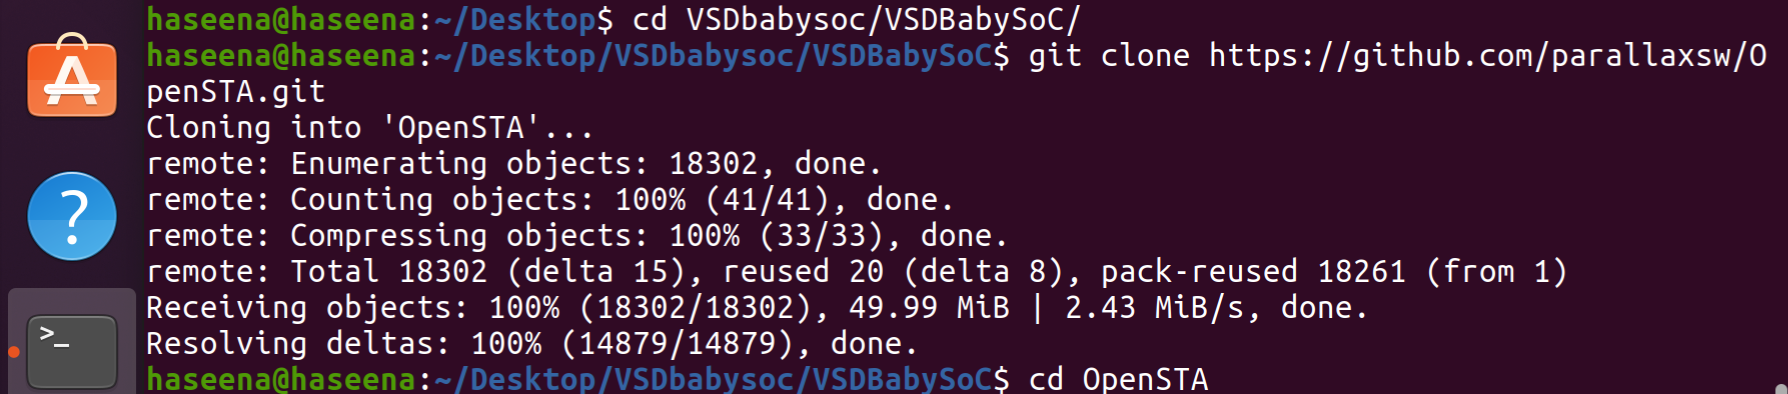 haseena@haseena:~/Desktop$ cd VSDbabysoc/VSDBabySoC/
haseena@haseena:~/Desktop/VSDbabysoc/VSDBabySoC$ git clone https://github.com/parallaxsw/O
penSTA.git
Cloning into 'OpenSTA'...
remote: Enumerating objects: 18302, done.
remote: Counting objects: 100% (41/41), done.
remote: Compressing objects: 100% (33/33), done.
remote: Total 18302 (delta 15), reused 20 (delta 8), pack-reused 18261 (from 1)
Receiving objects: 100% (18302/18302), 49.99 MiB | 2.43 MiB/s, done.
Resolving deltas: 100% (14879/14879), done.
haseena@haseena:~/Desktop/VSDbabysoc/VSDBabySoC$ cd OpenSTA